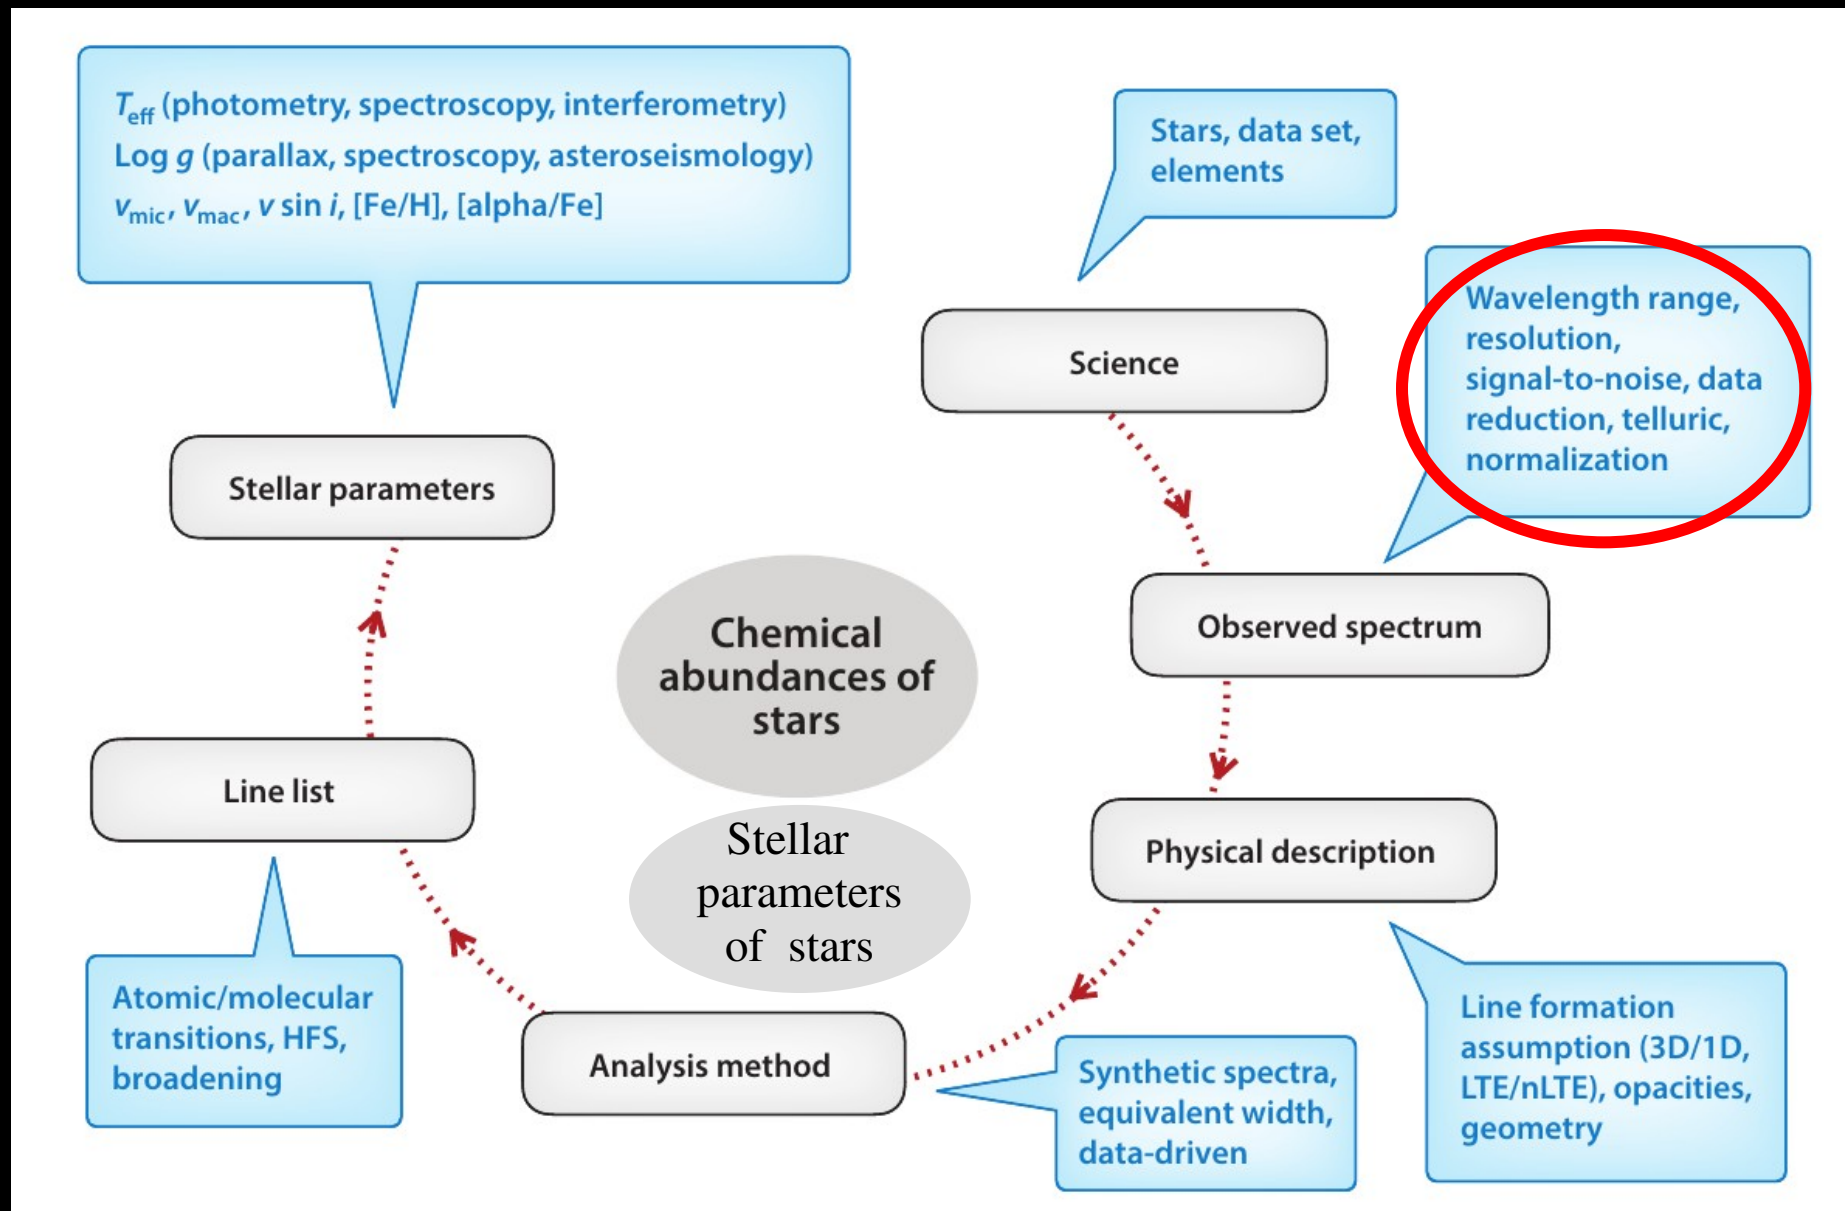 T_eff (photometry, spectroscopy, interferometry)
Log g (parallax, spectroscopy, asteroseismology)
v_mic, v_mac, v sin i, [Fe/H], [alpha/Fe]
Stars, data set,
elements
Science
Wavelength range,
resolution,
signal-to-noise, data
reduction, telluric,
normalization
Stellar parameters
Observed spectrum
Chemical
abundances of
stars
Line list
Stellar
parameters
of stars
Physical description
Atomic/molecular
transitions, HFS,
broadening
Analysis method
Synthetic spectra,
equivalent width,
data-driven
Line formation
assumption (3D/1D,
LTE/nLTE), opacities,
geometry